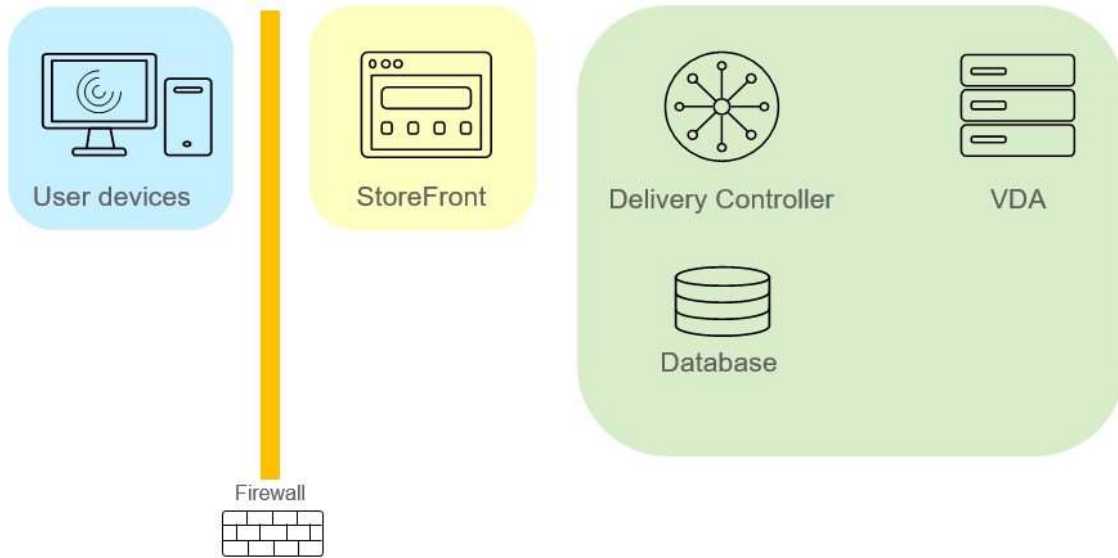 User devices
StoreFront
Delivery Controller
VDA
Database
Firewall